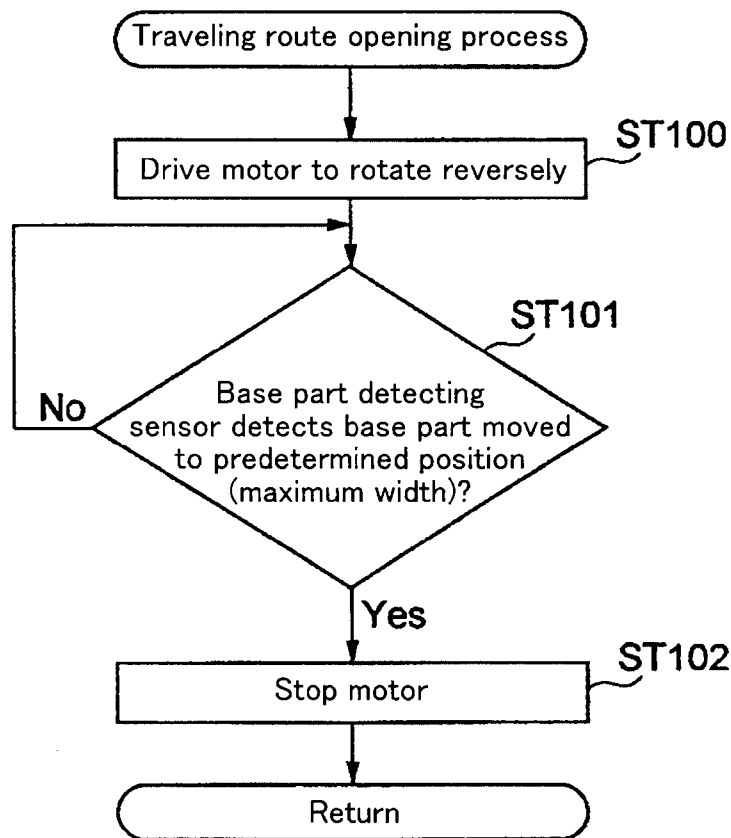 Traveling route opening process
ST100
Drive motor to rotate reversely
ST101
Base part detecting
sensor detects base part moved
to predetermined position
(maximum width)?
No
Yes
ST102
Stop motor
Return